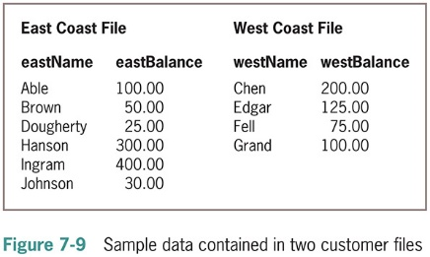 East Coast File West Coast File
eastName eastBalance westName westBalance
Able 100.00 Chen 200.00
Brown 50.00 Edgar 125.00
Dougherty 25.00 Fell 75.00
Hanson 300.00 Grand 100.00
Ingram 400.00
Johnson 30.00
Figure 7-9 Sample data contained in two customer files